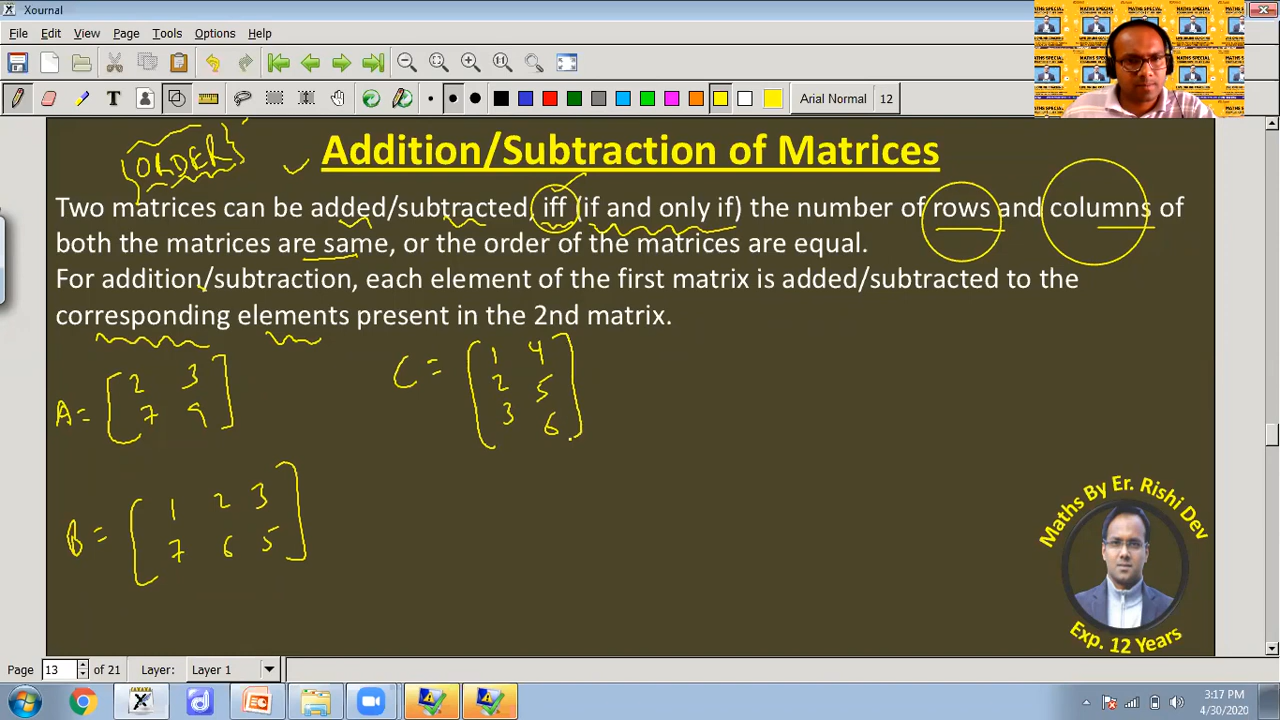 Xournal
File Edit View Page Tools Options Help
Arial Normal 12
MATHS SPECIAL
ORDER
Addition/Subtraction of Matrices
Two matrices can be added/subtracted, iff (if and only if) the number of rows and columns of
both the matrices are same, or the order of the matrices are equal.
For addition/subtraction, each element of the first matrix is added/subtracted to the
corresponding elements present in the 2nd matrix.
A = [2 3
7 9]
C = [1 4
2 5
3 6]
B = [1 2 3
7 6 5]
Maths By Er. Rishi Dev
Exp. 12 Years
Page 13 of 21 Layer: Layer 1
3:17 PM
4/30/2020